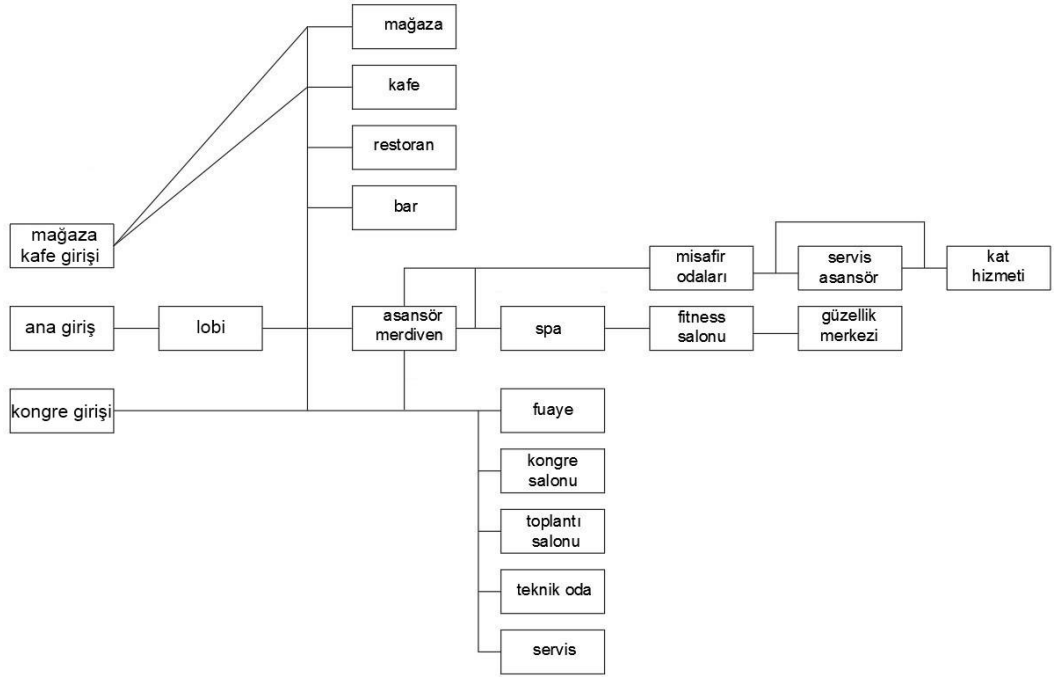 mağaza
kafe
restoran
bar
mağaza
kafe girişi
misafir
odaları
servis
asansör
kat
hizmeti
ana giriş
lobi
asansör
merdiven
spa
fitness
salonu
güzellik
merkezi
kongre girişi
fuaye
kongre
salonu
toplantı
salonu
teknik oda
servis